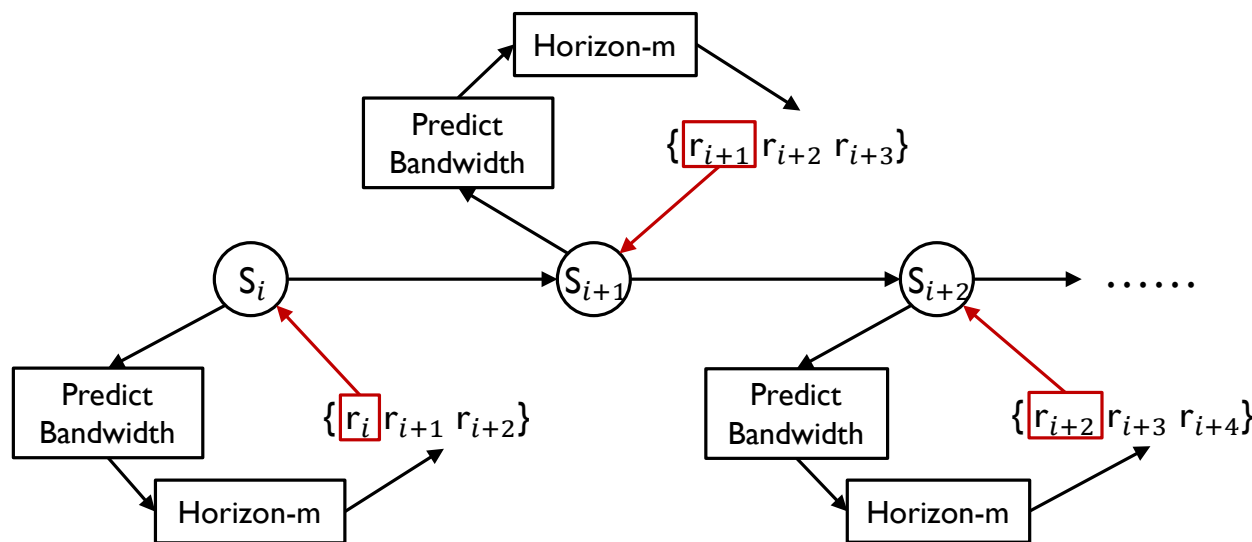 Horizon-m
Predict
Bandwidth
{ r_{i+1} r_{i+2} r_{i+3}}
S_i
S_{i+1}
S_{i+2}
......
Predict
Bandwidth
{ r_i r_{i+1} r_{i+2}}
Horizon-m
Predict
Bandwidth
{ r_{i+2} r_{i+3} r_{i+4}}
Horizon-m